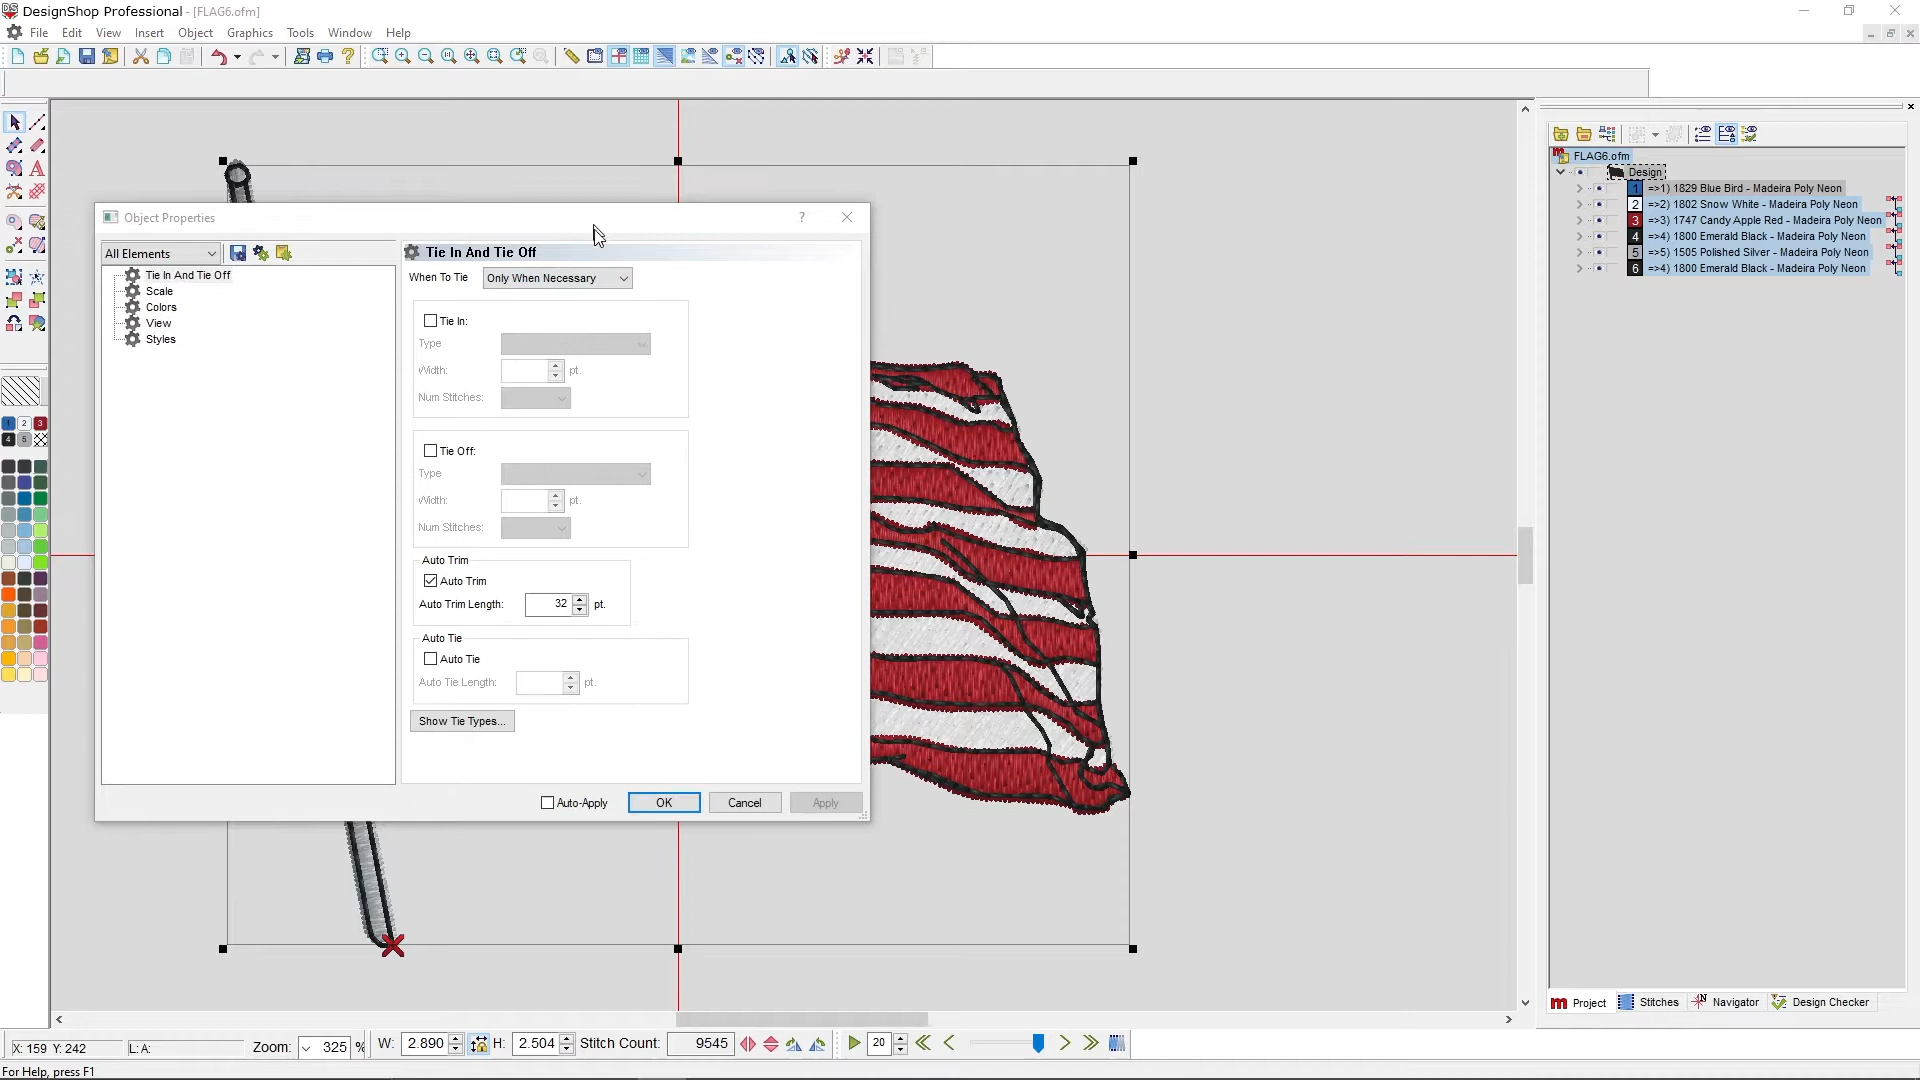 DesignShop Professional - [FLAG6.ofm]
File Edit View Insert Object Graphics Tools Window Help
FLAG6.ofm
Design
1 =>1) 1829 Blue Bird - Madeira Poly Neon
2 =>2) 1802 Snow White - Madeira Poly Neon
3 =>3) 1747 Candy Apple Red - Madeira Poly Neon
4 =>4) 1800 Emerald Black - Madeira Poly Neon
5 =>5) 1505 Polished Silver - Madeira Poly Neon
6 =>4) 1800 Emerald Black - Madeira Poly Neon
Object Properties ?
All Elements
Tie In And Tie Off
Scale
Colors
View
Styles
Tie In And Tie Off
When To Tie Only When Necessary
Tie In:
Type
Width: pt.
Num Stitches:
Tie Off:
Type
Width: pt.
Num Stitches:
Auto Trim
Auto Trim
Auto Trim Length: 32 pt.
Auto Tie
Auto Tie
Auto Tie Length: pt.
Show Tie Types...
Auto-Apply OK Cancel Apply
1 2 3
4 5
Project Stitches Navigator Design Checker
X: 159 Y: 242 L: A: Zoom: 325 % W: 2.890 H: 2.504 Stitch Count: 9545 20
For Help, press F1